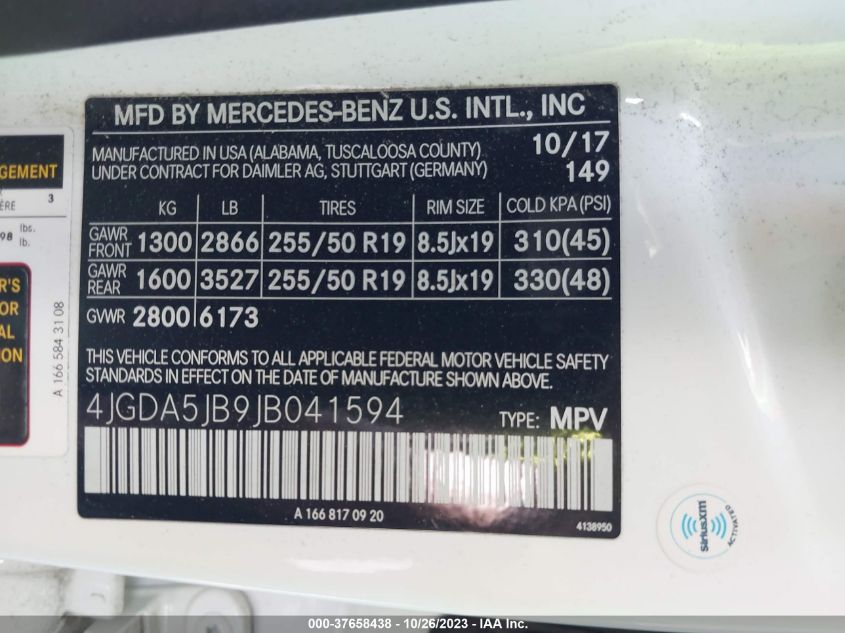 MFD BY MERCEDES-BENZ U.S. INTL., INC
MANUFACTURED IN USA (ALABAMA, TUSCALOOSA COUNTY) 10/17
UNDER CONTRACT FOR DAIMLER AG, STUTTGART (GERMANY) 149
KG LB TIRES RIM SIZE COLD KPA (PSI)
GAWR FRONT 1300 2866 255/50 R19 8.5Jx19 310(45)
GAWR REAR 1600 3527 255/50 R19 8.5Jx19 330(48)
GVWR 2800 6173
THIS VEHICLE CONFORMS TO ALL APPLICABLE FEDERAL MOTOR VEHICLE SAFETY
STANDARDS IN EFFECT ON THE DATE OF MANUFACTURE SHOWN ABOVE.
4JGDA5JB9JB041594 TYPE: MPV
A 166 817 09 20
4138950
3
98 lbs.
lb.
A 166 584 31 08
siriusxm
ACTIVATED
000-37658438 - 10/26/2023 - IAA Inc.